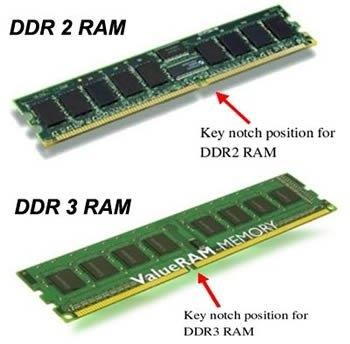 DDR 2 RAM
Key notch position for
DDR2 RAM
DDR 3 RAM
ValueRAM MEMORY
Key notch position for
DDR3 RAM